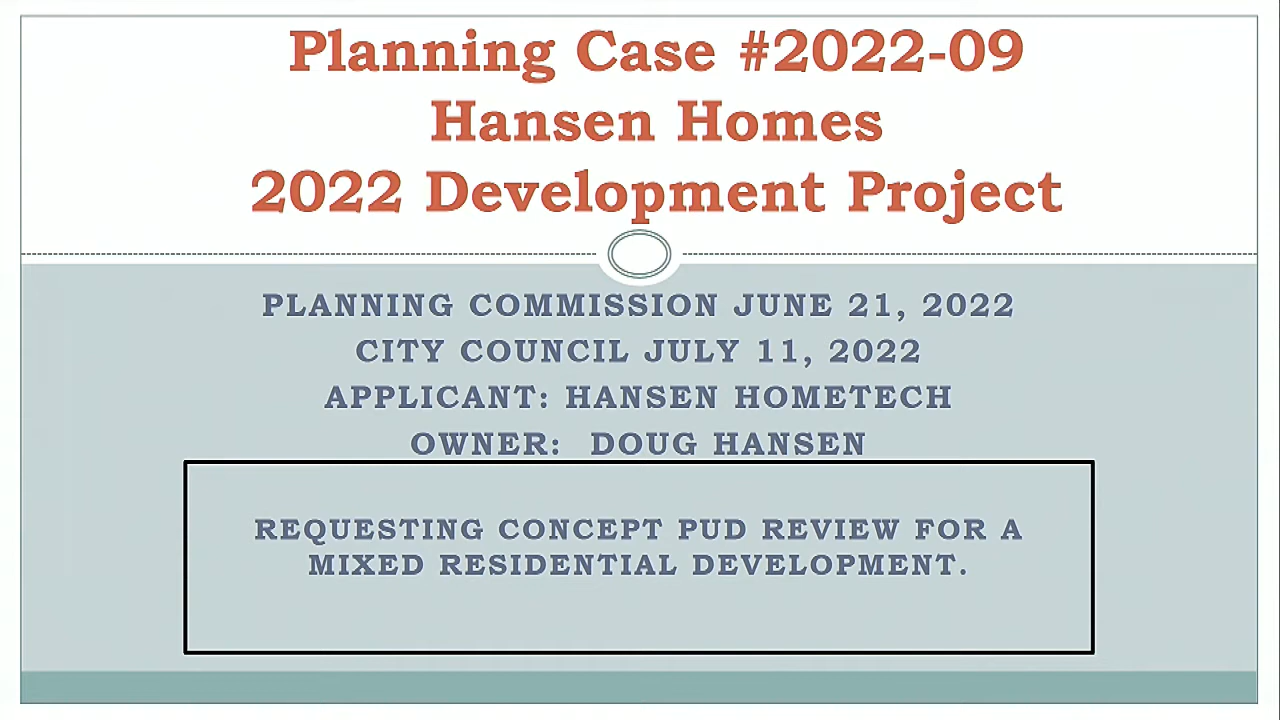 Planning Case #2022-09
Hansen Homes
2022 Development Project
PLANNING COMMISSION JUNE 21, 2022
CITY COUNCIL JULY 11, 2022
APPLICANT: HANSEN HOMETECH
OWNER: DOUG HANSEN
REQUESTING CONCEPT PUD REVIEW FOR A
MIXED RESIDENTIAL DEVELOPMENT.